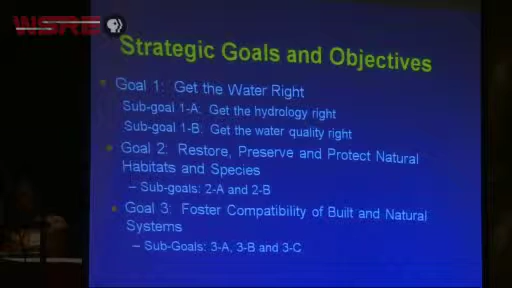 WSRE
PBS
Strategic Goals and Objectives
Goal 1: Get the Water Right
Sub-goal 1-A: Get the hydrology right
Sub-goal 1-B: Get the water quality right
Goal 2: Restore, Preserve and Protect Natural
Habitats and Species
– Sub-goals: 2-A and 2-B
Goal 3: Foster Compatibility of Built and Natural
Systems
– Sub-Goals: 3-A, 3-B and 3-C